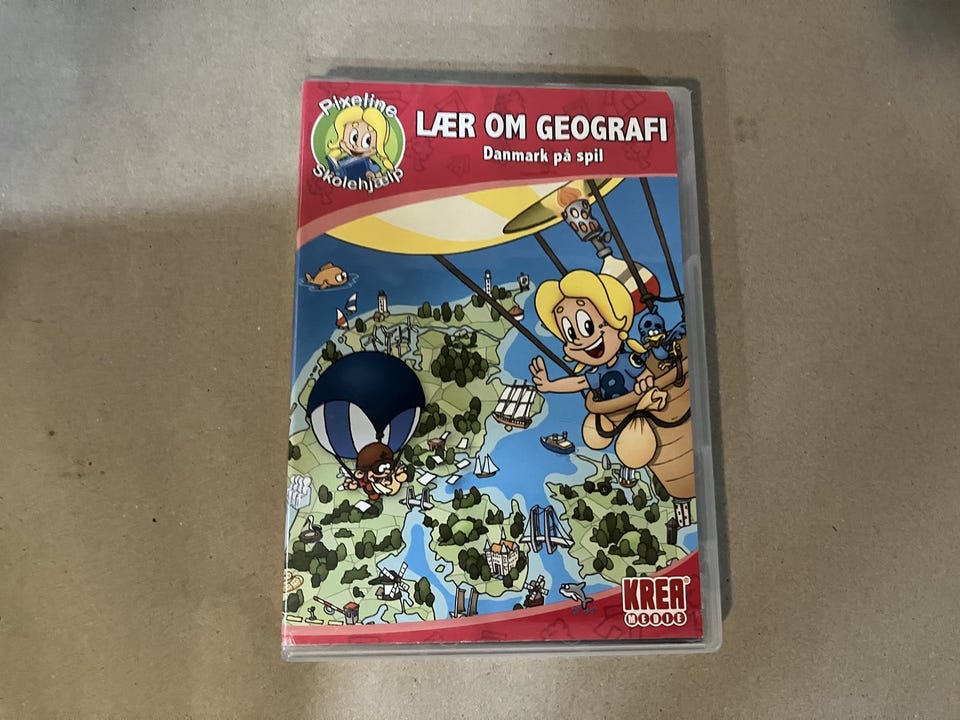 Pixeline
Skolehjælp
LÆR OM GEOGRAFI
Danmark på spil
KREA
MEDIE